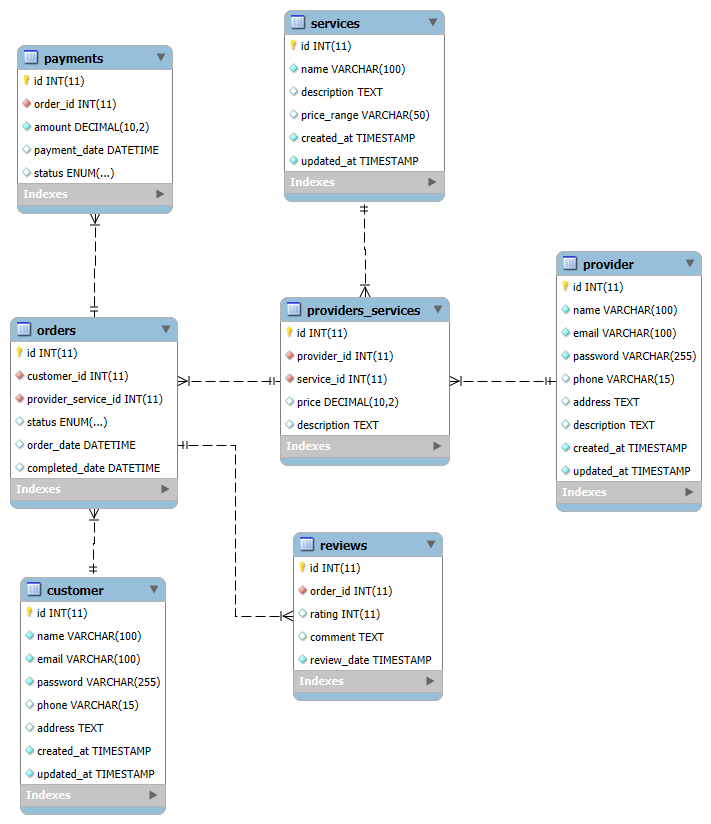 services
id INT(11)
name VARCHAR(100)
description TEXT
price_range VARCHAR(50)
created_at TIMESTAMP
updated_at TIMESTAMP
Indexes
payments
id INT(11)
order_id INT(11)
amount DECIMAL(10,2)
payment_date DATETIME
status ENUM(...)
Indexes
provider
id INT(11)
name VARCHAR(100)
email VARCHAR(100)
password VARCHAR(255)
phone VARCHAR(15)
address TEXT
description TEXT
created_at TIMESTAMP
updated_at TIMESTAMP
Indexes
providers_services
id INT(11)
provider_id INT(11)
service_id INT(11)
price DECIMAL(10,2)
description TEXT
Indexes
orders
id INT(11)
customer_id INT(11)
provider_service_id INT(11)
status ENUM(...)
order_date DATETIME
completed_date DATETIME
Indexes
reviews
id INT(11)
order_id INT(11)
rating INT(11)
comment TEXT
review_date TIMESTAMP
Indexes
customer
id INT(11)
name VARCHAR(100)
email VARCHAR(100)
password VARCHAR(255)
phone VARCHAR(15)
address TEXT
created_at TIMESTAMP
updated_at TIMESTAMP
Indexes